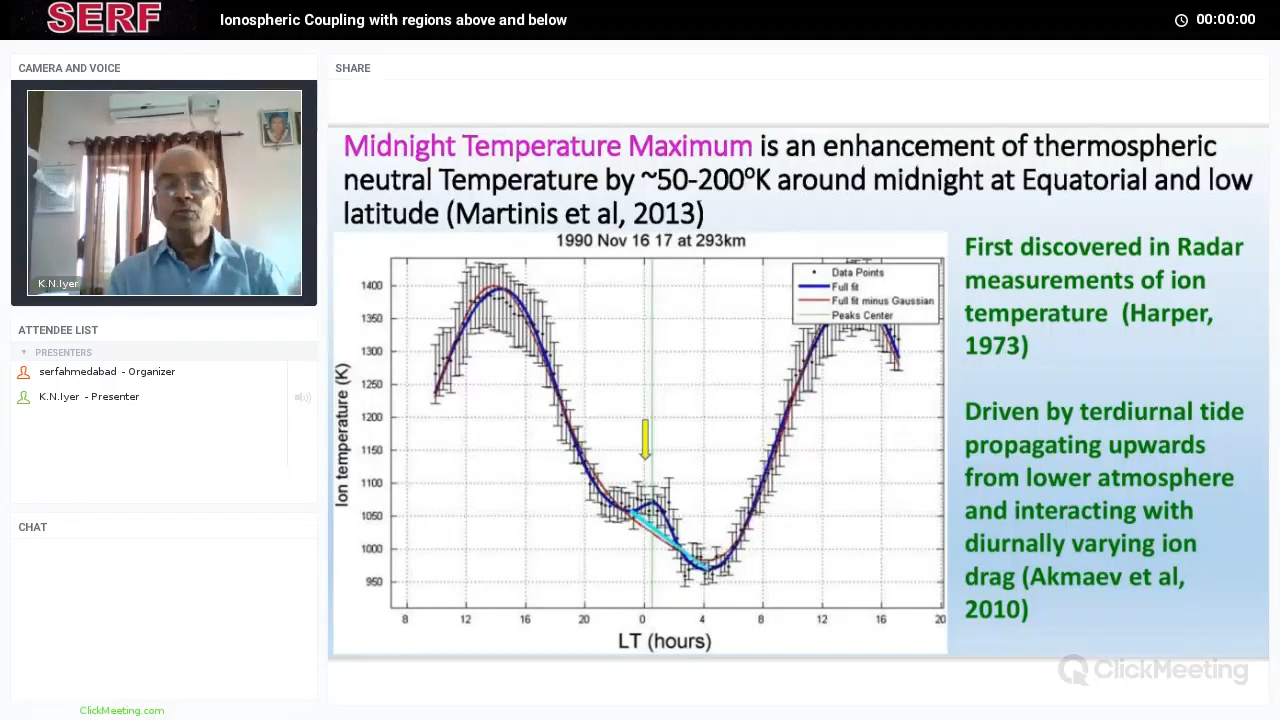 SERF
Ionospheric Coupling with regions above and below
00:00:00
CAMERA AND VOICE
K.N.Iyer
ATTENDEE LIST
PRESENTERS
serfahmedabad - Organizer
K.N.Iyer - Presenter
CHAT
ClickMeeting.com
SHARE
Midnight Temperature Maximum is an enhancement of thermospheric
neutral Temperature by ~50-200ºK around midnight at Equatorial and low
latitude (Martinis et al, 2013)
1990 Nov 16 17 at 293km
Data Points
Full fit
Full fit minus Gaussian
Peaks Center
Ion temperature (K)
1400
1350
1300
1250
1200
1150
1100
1050
1000
950
8 12 16 20 0 4 8 12 16 20
LT (hours)
First discovered in Radar
measurements of ion
temperature (Harper,
1973)
Driven by terdiurnal tide
propagating upwards
from lower atmosphere
and interacting with
diurnally varying ion
drag (Akmaev et al,
2010)
ClickMeeting